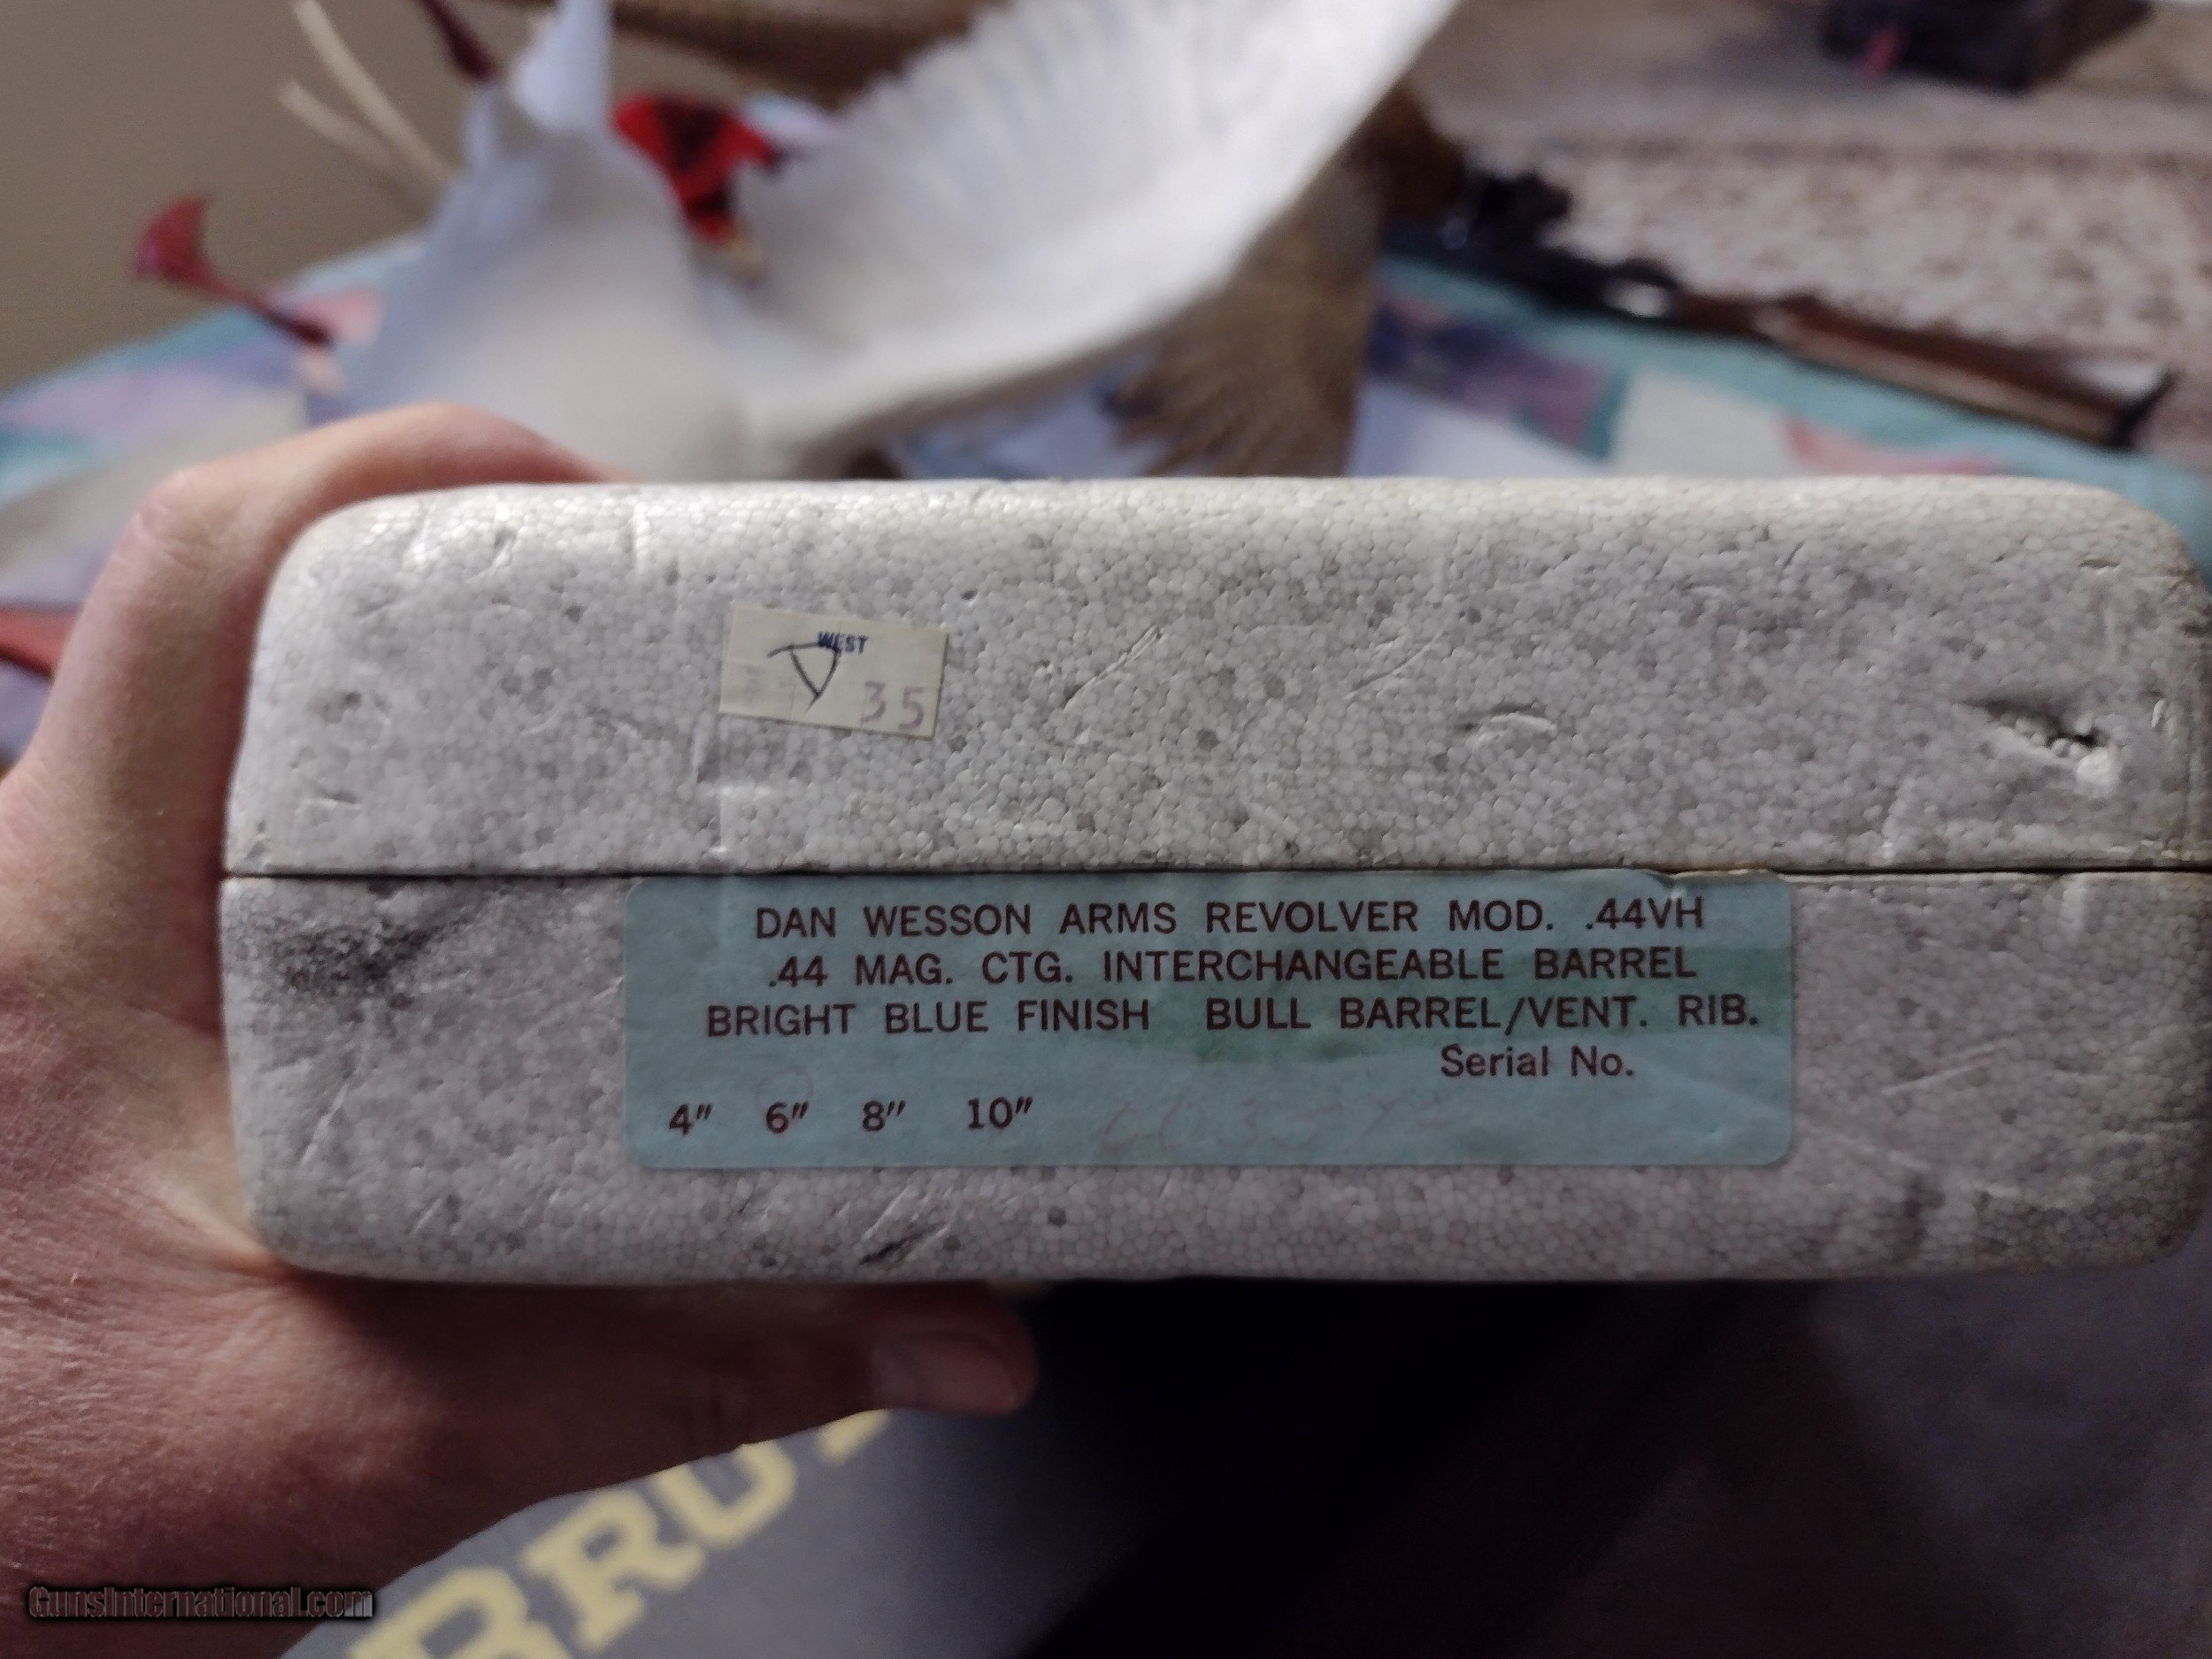 WEST
35
DAN WESSON ARMS REVOLVER MOD. .44VH
.44 MAG. CTG. INTERCHANGEABLE BARREL
BRIGHT BLUE FINISH BULL BARREL/VENT. RIB.
Serial No.
4" 6" 8" 10"
GunsInternational.com